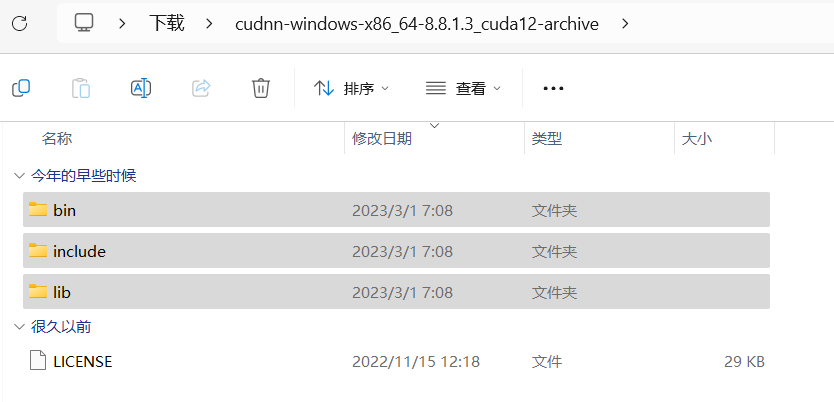 下载 cudnn-windows-x86_64-8.8.1.3_cuda12-archive
排序 查看
名称 修改日期 类型 大小
今年的早些时候
bin 2023/3/1 7:08 文件夹
include 2023/3/1 7:08 文件夹
lib 2023/3/1 7:08 文件夹
很久以前
LICENSE 2022/11/15 12:18 文件 29 KB